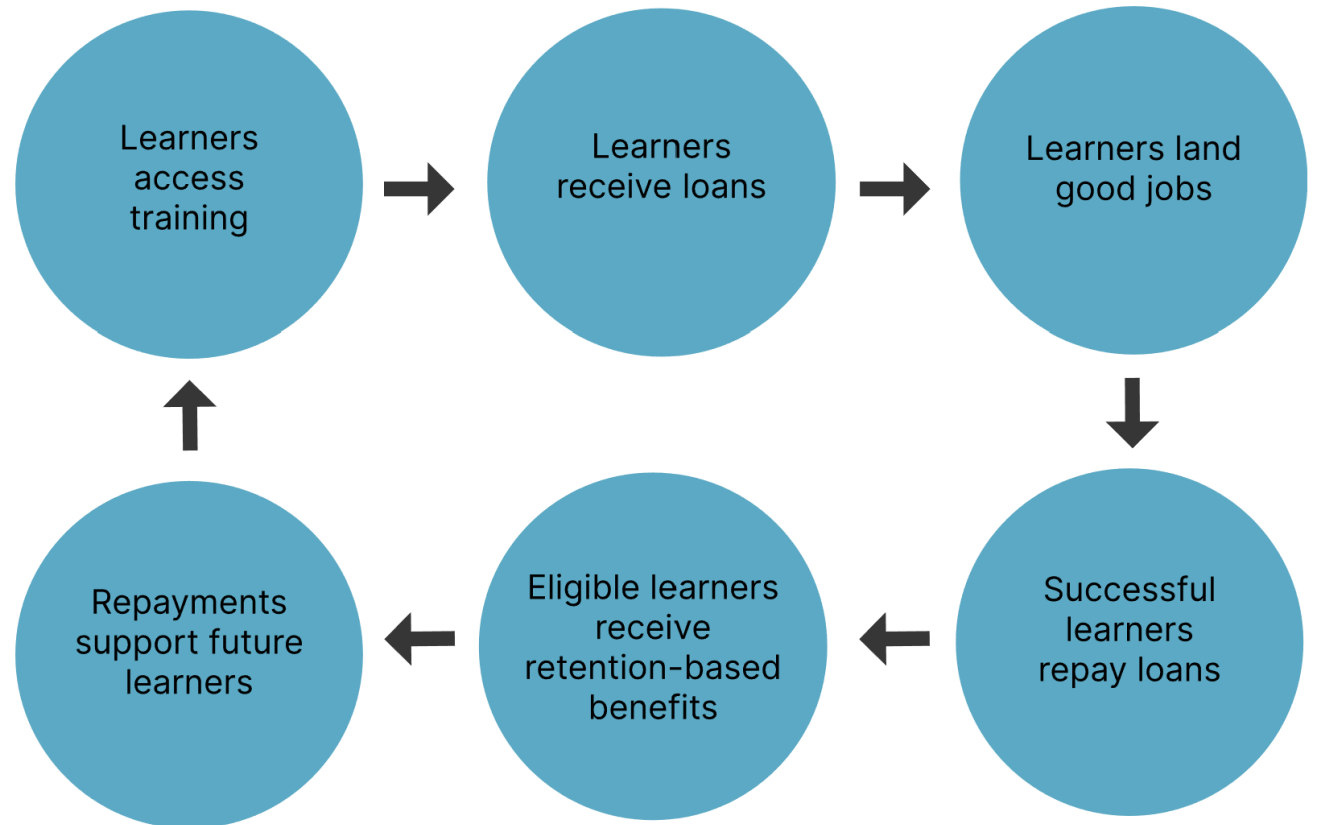 Learners
access
training
Learners
receive loans
Learners land
good jobs
Successful
learners
repay loans
Eligible learners
receive
retention-based
benefits
Repayments
support future
learners